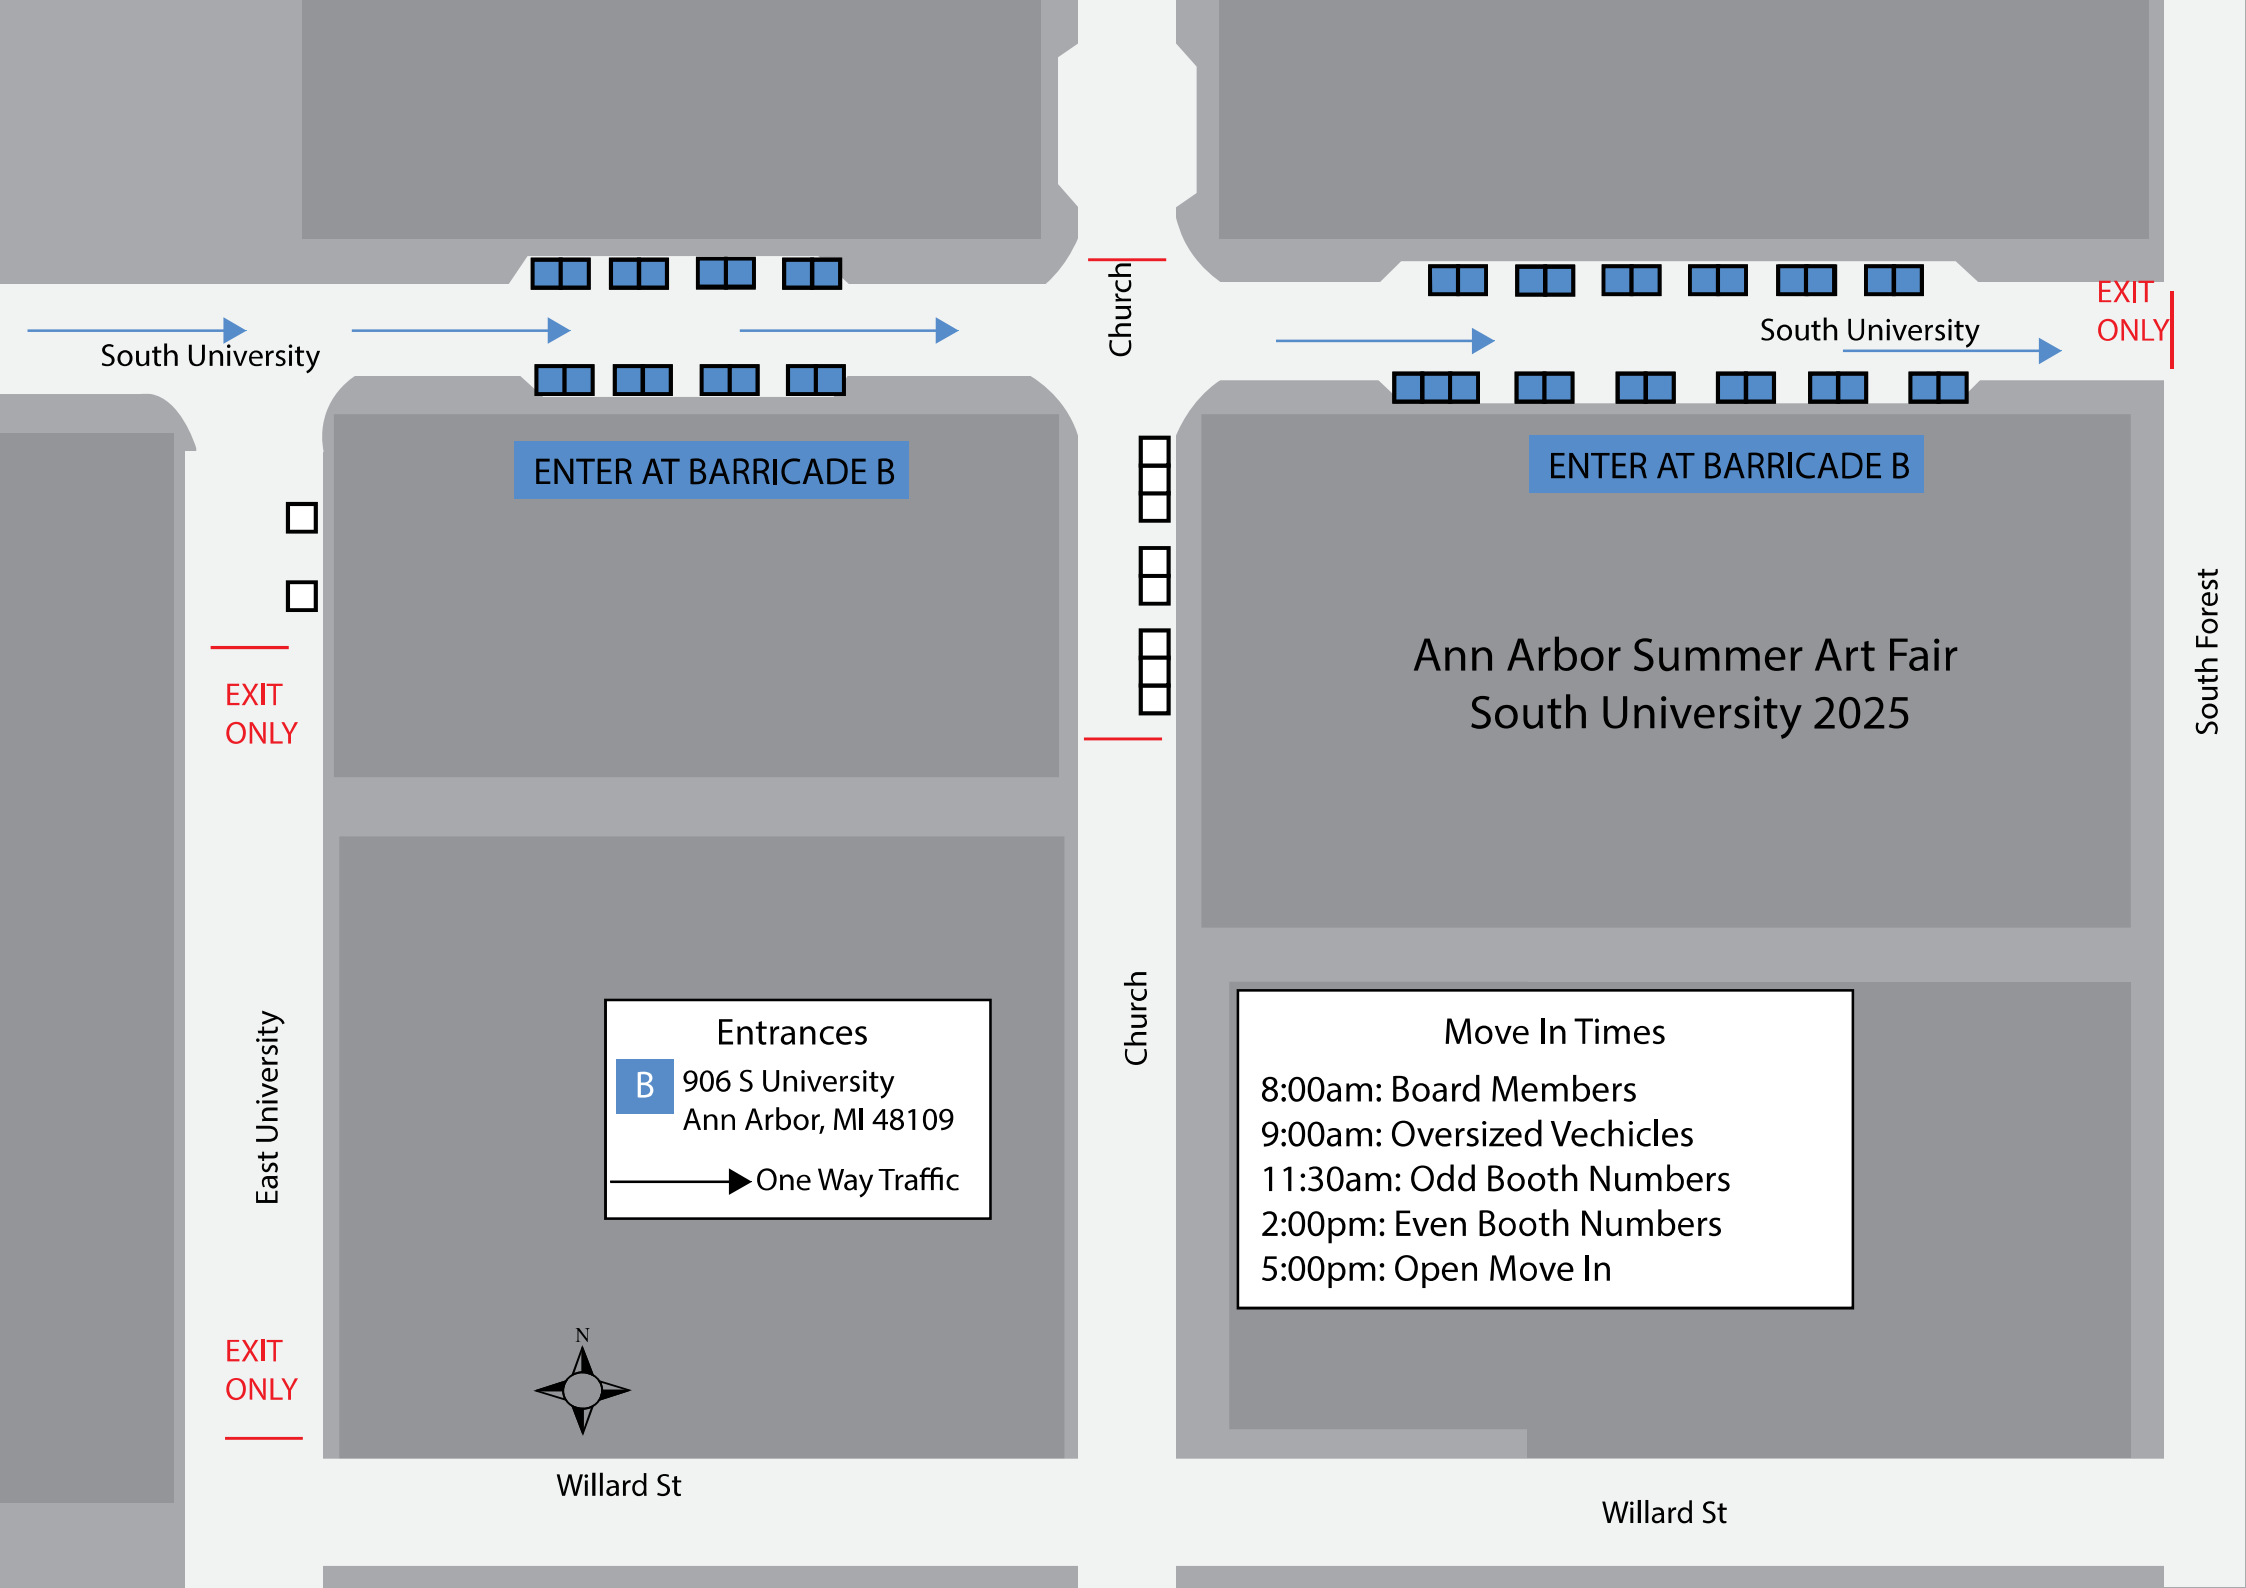 Church
EXIT
ONLY
South University
South University
ENTER AT BARRICADE B
ENTER AT BARRICADE B
EXIT
ONLY
Ann Arbor Summer Art Fair
South University 2025
South Forest
East University
Church
Entrances
B
906 S University
Ann Arbor, MI 48109
One Way Traffic
Move In Times
8:00am: Board Members
9:00am: Oversized Vechicles
11:30am: Odd Booth Numbers
2:00pm: Even Booth Numbers
5:00pm: Open Move In
EXIT
ONLY
N
Willard St
Willard St